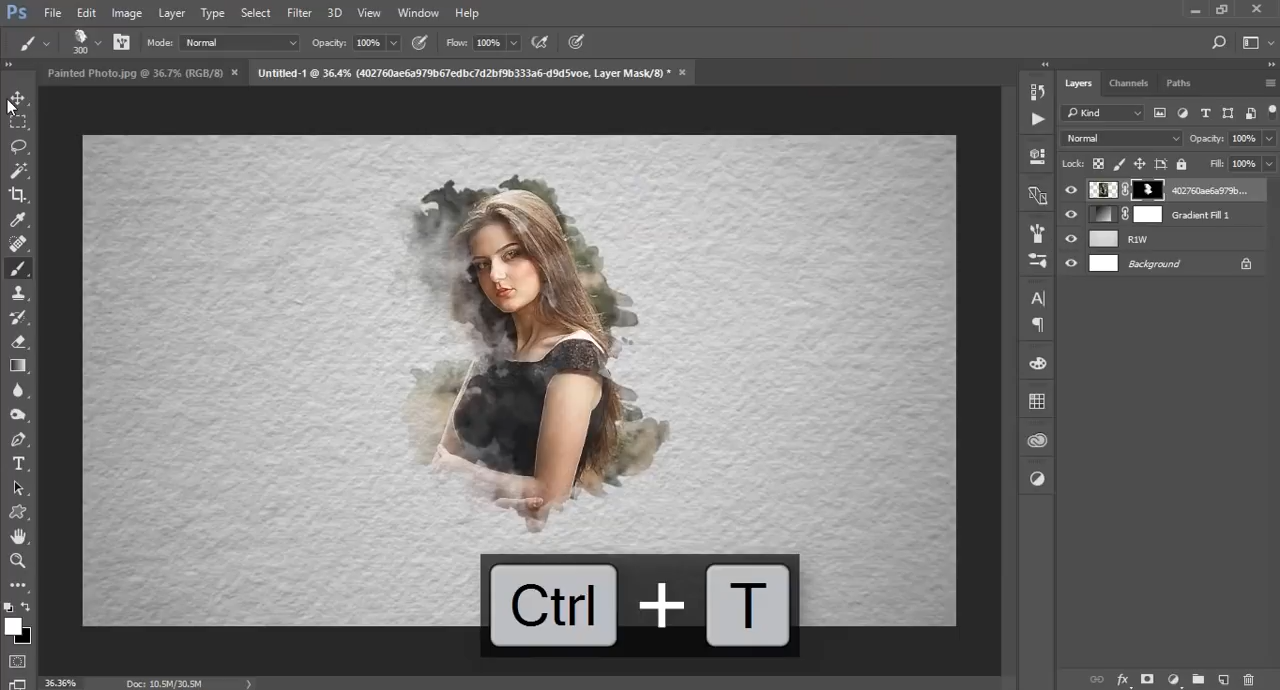 Ps File Edit Image Layer Type Select Filter 3D View Window Help
300 Mode: Normal Opacity: 100% Flow: 100%
Painted Photo.jpg @ 36.7% (RGB/8) × Untitled-1 @ 36.4% (402760ae6a979b67edbc7d2bf9b333a6-d9d5voe, Layer Mask/8) * ×
Layers Channels Paths
Kind
Normal Opacity: 100%
Lock: Fill: 100%
402760ae6a979b...
Gradient Fill 1
R1W
Background
Ctrl + T
36.36% Doc: 10.5M/30.5M